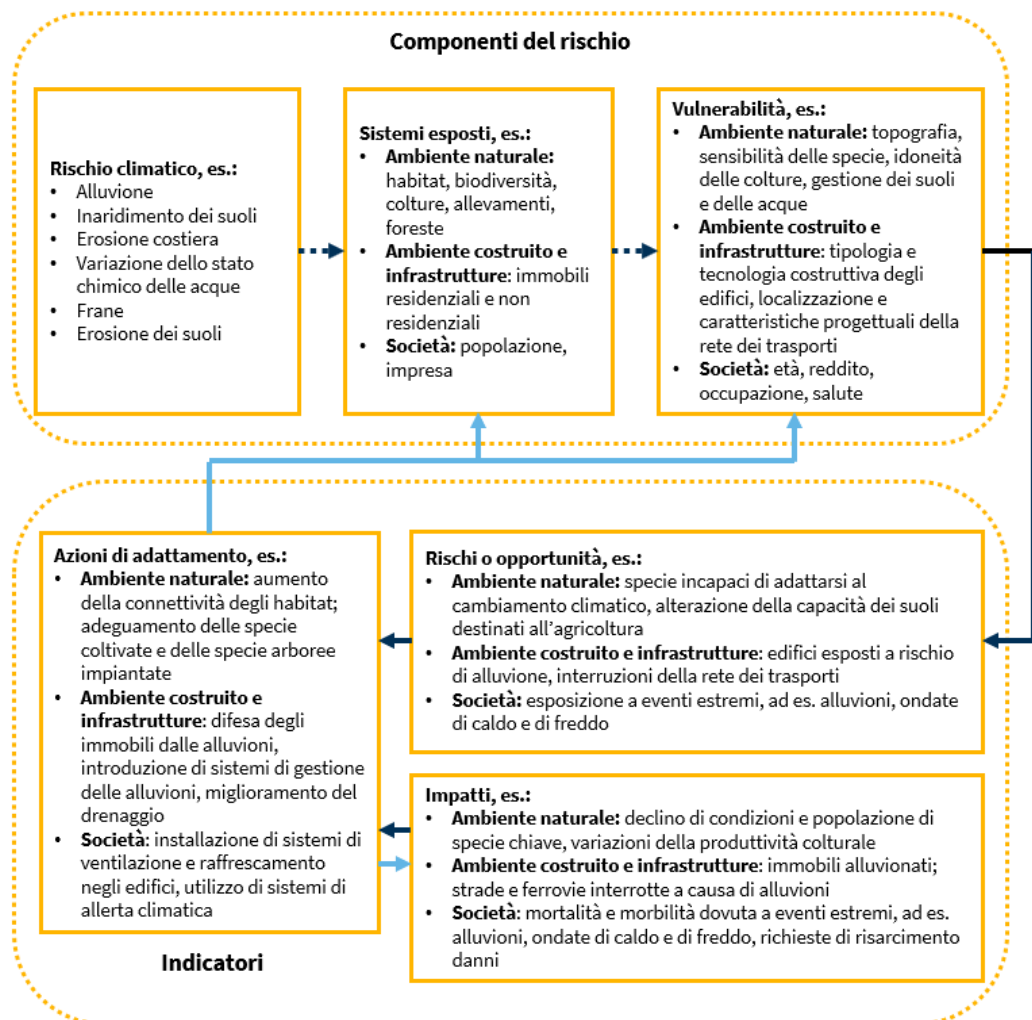 Componenti del rischio
Rischio climatico, es.:
• Alluvione
• Inaridimento dei suoli
• Erosione costiera
• Variazione dello stato
chimico delle acque
• Frane
• Erosione dei suoli
Sistemi esposti, es.:
• Ambiente naturale:
habitat, biodiversità,
colture, allevamenti,
foreste
• Ambiente costruito e
infrastrutture: immobili
residenziali e non
residenziali
• Società: popolazione,
impresa
Vulnerabilità, es.:
• Ambiente naturale: topografia,
sensibilità delle specie, idoneità
delle colture, gestione dei suoli
e delle acque
• Ambiente costruito e
infrastrutture: tipologia e
tecnologia costruttiva degli
edifici, localizzazione e
caratteristiche progettuali della
rete dei trasporti
• Società: età, reddito,
occupazione, salute
Azioni di adattamento, es.:
• Ambiente naturale: aumento
della connettività degli habitat;
adeguamento delle specie
coltivate e delle specie arboree
impiantate
• Ambiente costruito e
infrastrutture: difesa degli
immobili dalle alluvioni,
introduzione di sistemi di gestione
delle alluvioni, miglioramento del
drenaggio
• Società: installazione di sistemi di
ventilazione e raffrescamento
negli edifici, utilizzo di sistemi di
allerta climatica
Rischi o opportunità, es.:
• Ambiente naturale: specie incapaci di adattarsi al
cambiamento climatico, alterazione della capacità dei suoli
destinati all'agricoltura
• Ambiente costruito e infrastrutture: edifici esposti a rischio
di alluvione, interruzioni della rete dei trasporti
• Società: esposizione a eventi estremi, ad es. alluvioni, ondate
di caldo e di freddo
Impatti, es.:
• Ambiente naturale: declino di condizioni e popolazione di
specie chiave, variazioni della produttività colturale
• Ambiente costruito e infrastrutture: immobili alluvionati;
strade e ferrovie interrotte a causa di alluvioni
• Società: mortalità e morbilità dovuta a eventi estremi, ad es.
alluvioni, ondate di caldo e di freddo, richieste di risarcimento
danni
Indicatori